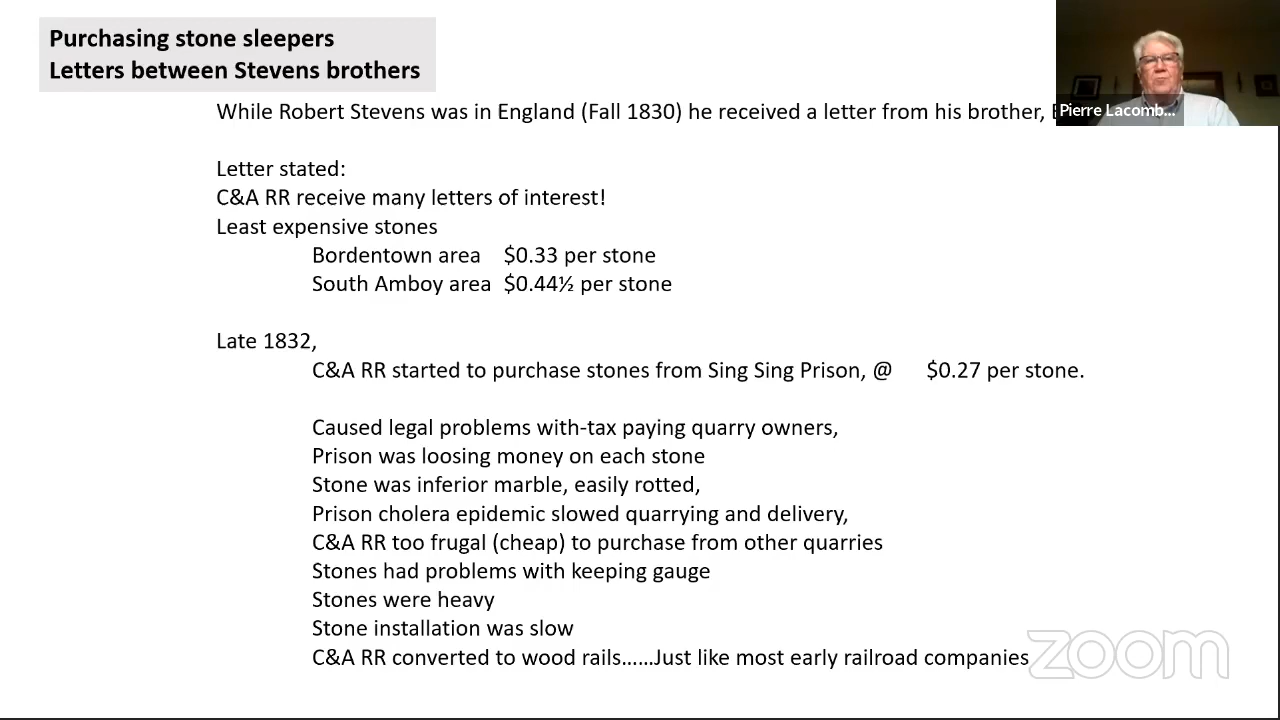 Purchasing stone sleepers
Letters between Stevens brothers
While Robert Stevens was in England (Fall 1830) he received a letter from his brother,
Pierre Lacomb...
Letter stated:
C&A RR receive many letters of interest!
Least expensive stones
Bordentown area $0.33 per stone
South Amboy area $0.44½ per stone
Late 1832,
C&A RR started to purchase stones from Sing Sing Prison, @ $0.27 per stone.
Caused legal problems with-tax paying quarry owners,
Prison was loosing money on each stone
Stone was inferior marble, easily rotted,
Prison cholera epidemic slowed quarrying and delivery,
C&A RR too frugal (cheap) to purchase from other quarries
Stones had problems with keeping gauge
Stones were heavy
Stone installation was slow
C&A RR converted to wood rails......Just like most early railroad companies
zoom